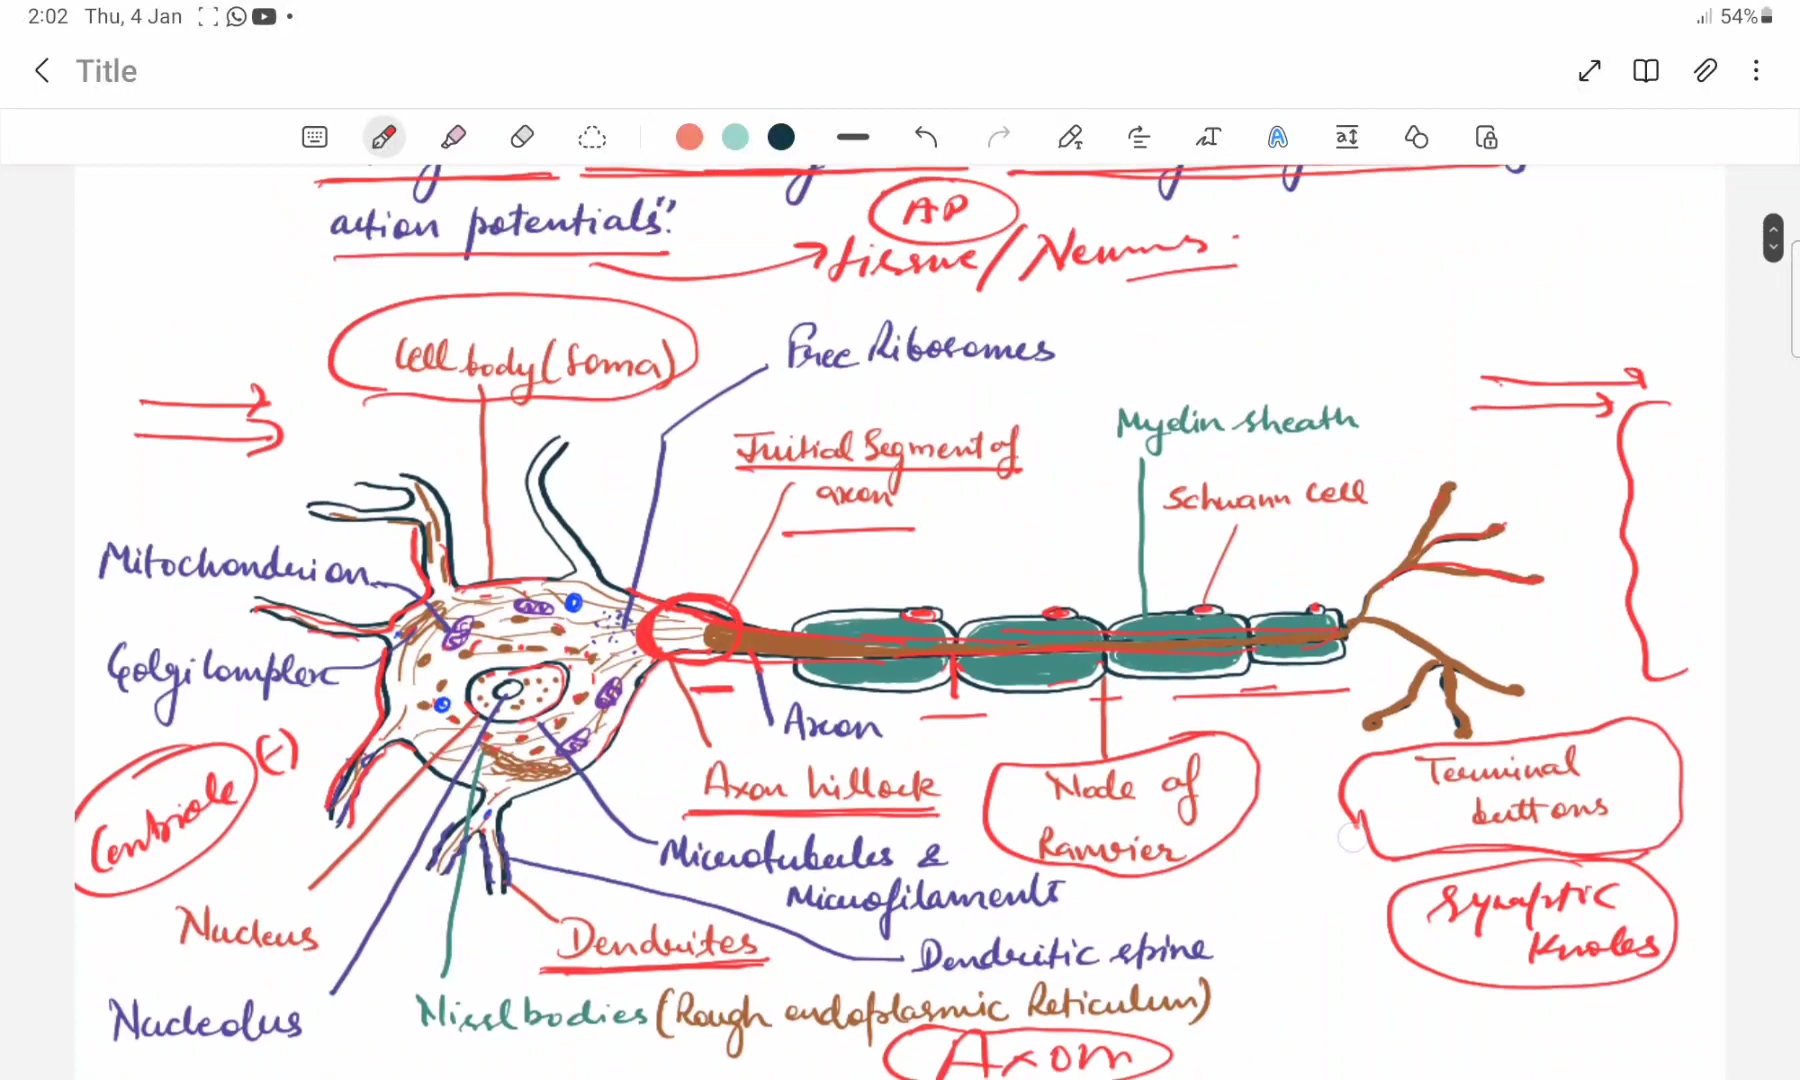 2:02 Thu, 4 Jan
54%
Title
action potentials".
AP
tissue/Nerves.
Cell body (Soma)
Free Ribosomes
Initial Segment of
axon
Myelin sheath
Schwann cell
Mitochondrion
Golgi Complex
Axon
Centriole (-)
Axon hillock
Node of
Ranvier
Terminal
buttons
Microtubules &
Microfilaments
Synaptic
Knobs
Nucleus
Dendrites
Dendritic spine
Nucleolus
Nissl bodies (Rough endoplasmic Reticulum)
Axom